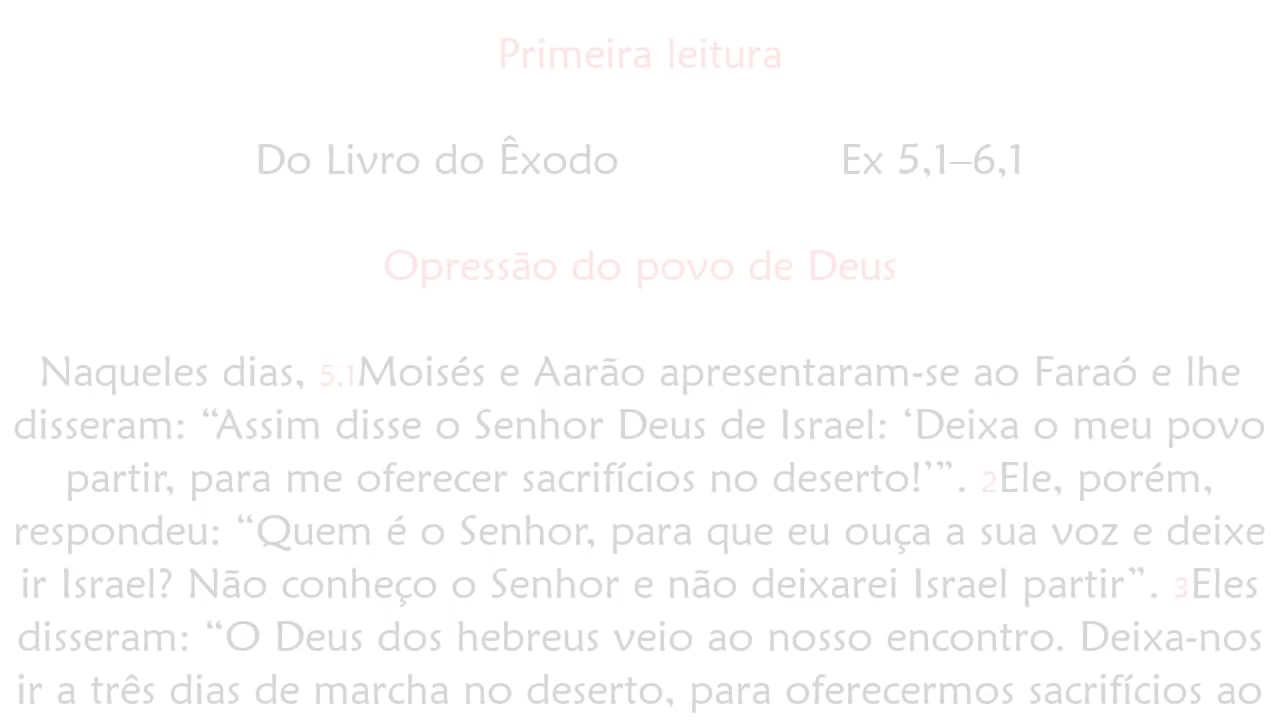 Primeira leitura
Do Livro do Êxodo Ex 5,1–6,1
Opressão do povo de Deus
Naqueles dias, 5,1Moisés e Aarão apresentaram-se ao Faraó e lhe
disseram: “Assim disse o Senhor Deus de Israel: ‘Deixa o meu povo
partir, para me oferecer sacrifícios no deserto!’”. 2Ele, porém,
respondeu: “Quem é o Senhor, para que eu ouça a sua voz e deixe
ir Israel? Não conheço o Senhor e não deixarei Israel partir”. 3Eles
disseram: “O Deus dos hebreus veio ao nosso encontro. Deixa-nos
ir a três dias de marcha no deserto, para oferecermos sacrifícios ao